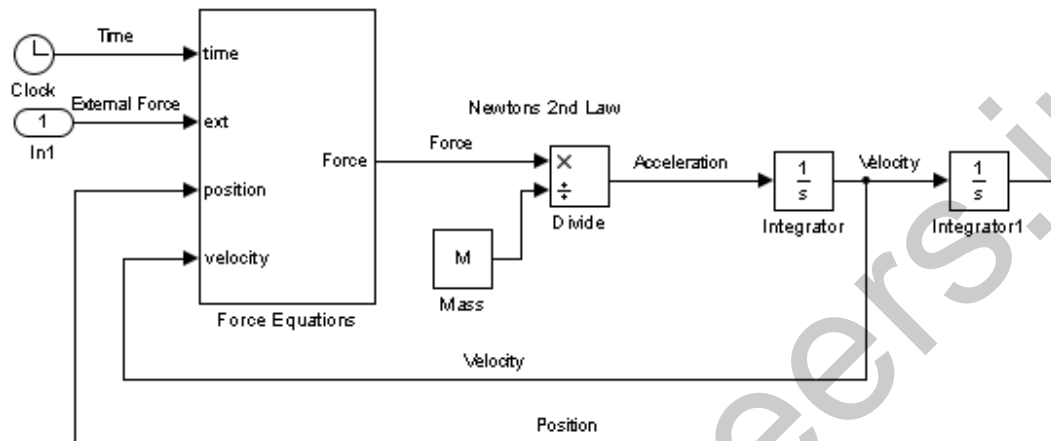 Time
time
Clock
External Force
1
ext
In1
Force
Force
Newtons 2nd Law
×
÷
Divide
Acceleration
1
s
Integrator
Velocity
1
s
Integrator1
position
velocity
M
Mass
Force Equations
Velocity
Position